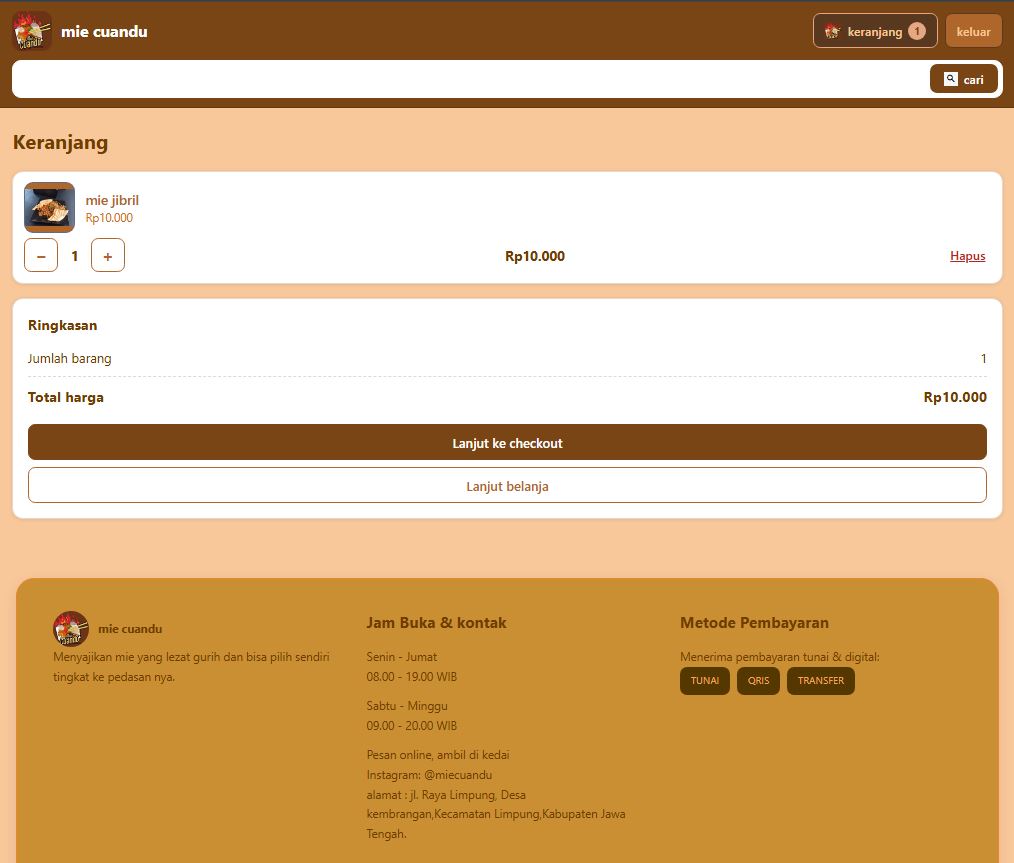 mie cuandu
keranjang 1
keluar
cari
Keranjang
mie jibril
Rp10.000
− 1 +
Rp10.000
Hapus
Ringkasan
Jumlah barang 1
Total harga Rp10.000
Lanjut ke checkout
Lanjut belanja
mie cuandu
Menyajikan mie yang lezat gurih dan bisa pilih sendiri
tingkat ke pedasan nya.
Jam Buka & kontak
Senin - Jumat
08.00 - 19.00 WIB
Sabtu - Minggu
09.00 - 20.00 WIB
Pesan online, ambil di kedai
Instagram: @miecuandu
alamat : jl. Raya Limpung, Desa
kembrangan,Kecamatan Limpung,Kabupaten Jawa
Tengah.
Metode Pembayaran
Menerima pembayaran tunai & digital:
TUNAI QRIS TRANSFER